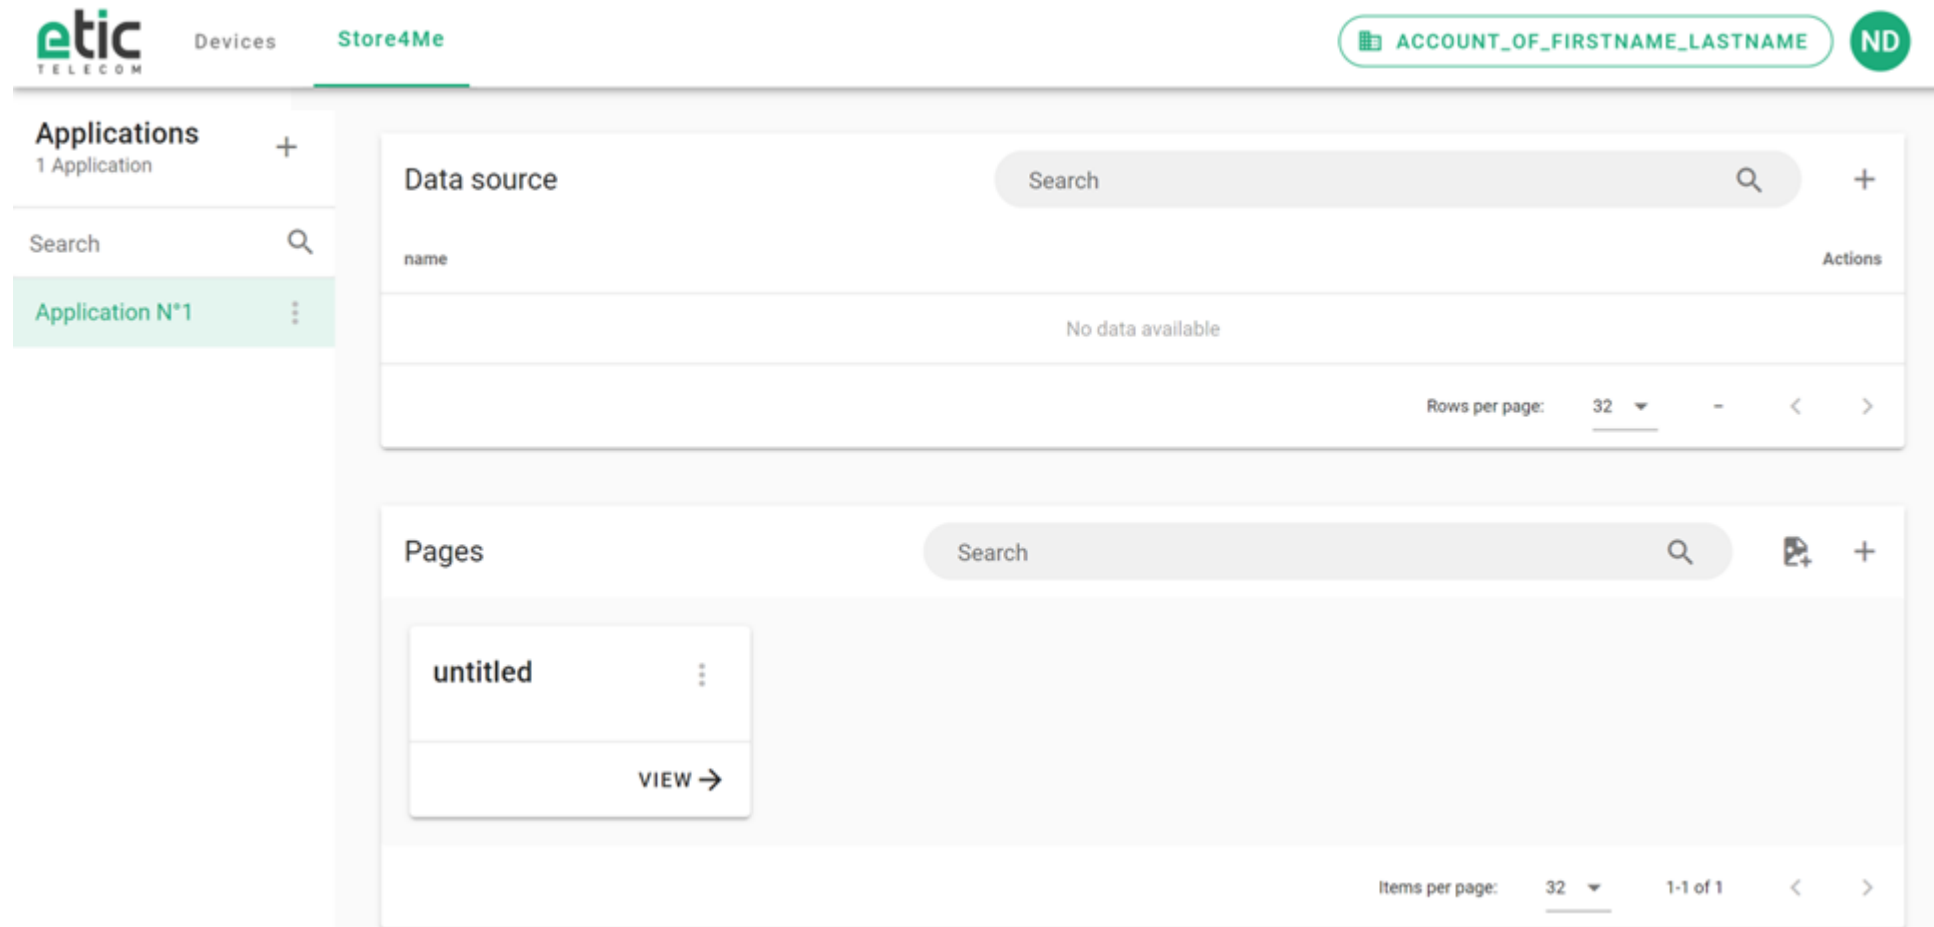 etic
TELECOM
Devices
Store4Me
ACCOUNT_OF_FIRSTNAME_LASTNAME
ND
Applications
1 Application
Search
Application N°1
Data source
Search
name
Actions
No data available
Rows per page:
32
–
Pages
Search
untitled
VIEW
Items per page:
32
1-1 of 1